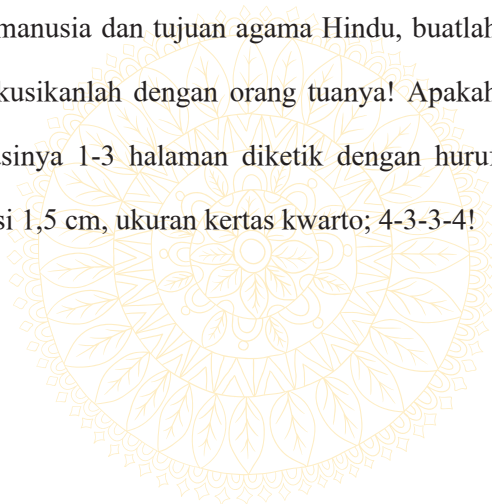 manusia dan tujuan agama Hindu, buatlah
kusikanlah dengan orang tuanya! Apakah
sinya 1-3 halaman diketik dengan huruf
si 1,5 cm, ukuran kertas kwarto; 4-3-3-4!